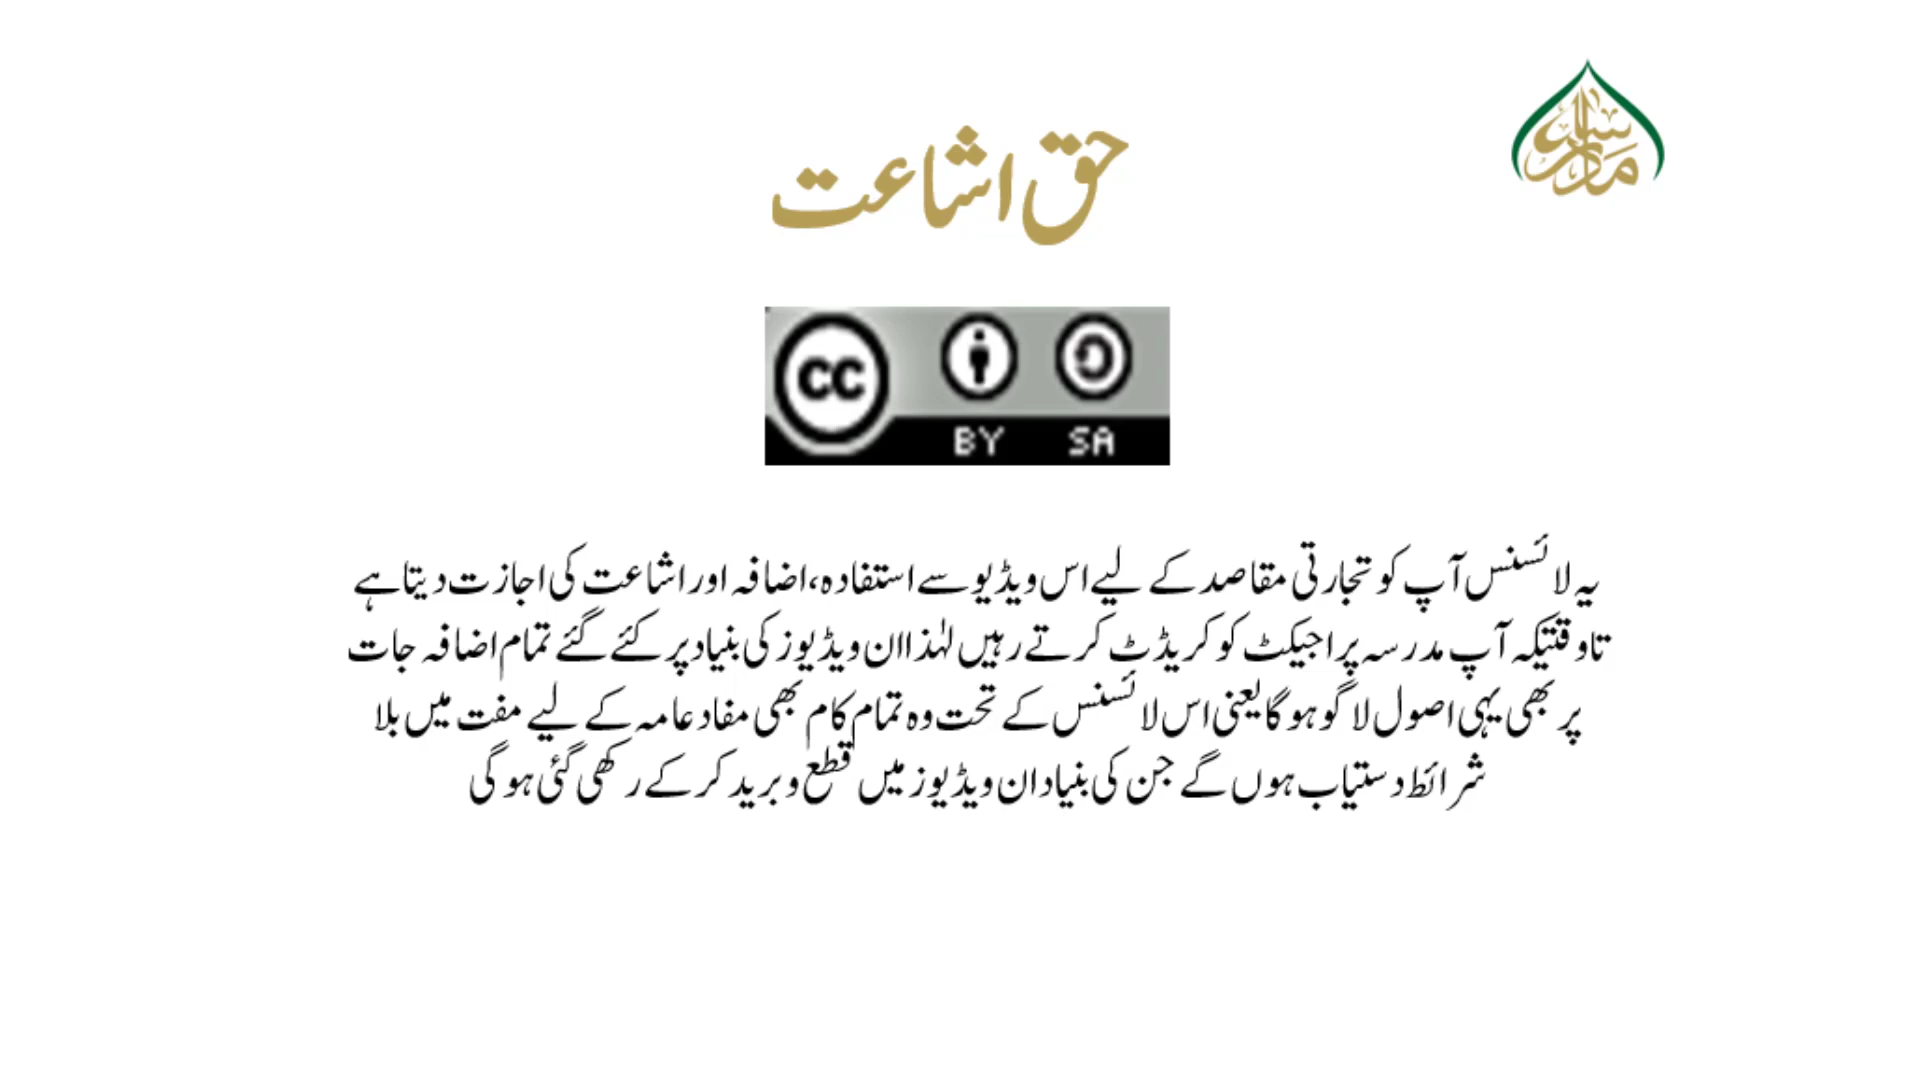 حق اشاعت
مدرسہ
CC
BY SA
یہ لائسنس آپ کو تجارتی مقاصد کے لیے اس ویڈیو سے استفادہ، اضافہ اور اشاعت کی اجازت دیتا ہے
تاوقتیکہ آپ مدرسہ پراجیکٹ کو کریڈٹ کرتے رہیں لہٰذا ان ویڈیوز کی بنیاد پر کئے گئے تمام اضافہ جات
پر بھی یہی اصول لاگو ہو گا یعنی اس لائسنس کے تحت وہ تمام کام بھی مفاد عامہ کے لیے مفت میں بلا
شرائط دستیاب ہوں گے جن کی بنیاد ان ویڈیوز میں قطع و برید کر کے رکھی گئی ہو گی